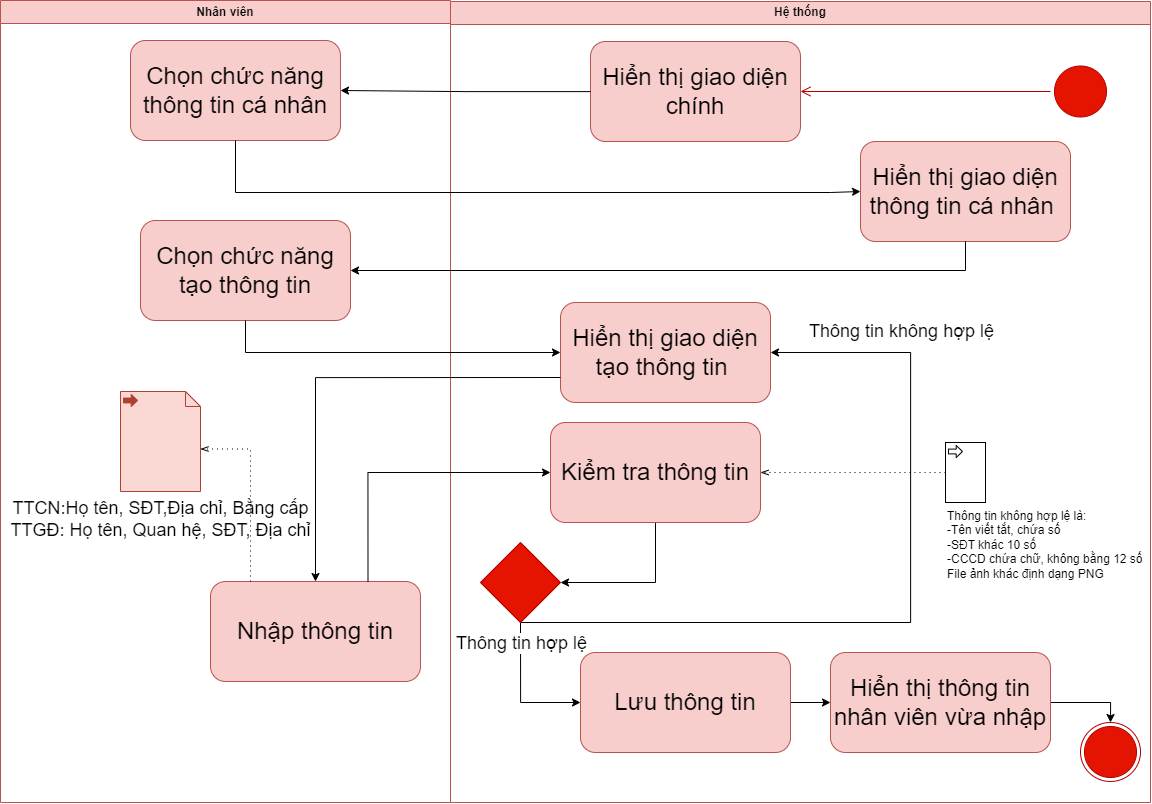 Nhân viên
Hệ thống
Chọn chức năng
thông tin cá nhân
Hiển thị giao diện
chính
Hiển thị giao diện
thông tin cá nhân
Chọn chức năng
tạo thông tin
Hiển thị giao diện
tạo thông tin
Thông tin không hợp lệ
Kiểm tra thông tin
TTCN:Họ tên, SĐT,Địa chỉ, Bằng cấp
TTGĐ: Họ tên, Quan hệ, SĐT, Địa chỉ
Thông tin không hợp lệ là:
-Tên viết tắt, chứa số
-SĐT khác 10 số
-CCCD chứa chữ, không bằng 12 số
File ảnh khác định dạng PNG
Nhập thông tin
Thông tin hợp lệ
Lưu thông tin
Hiển thị thông tin
nhân viên vừa nhập